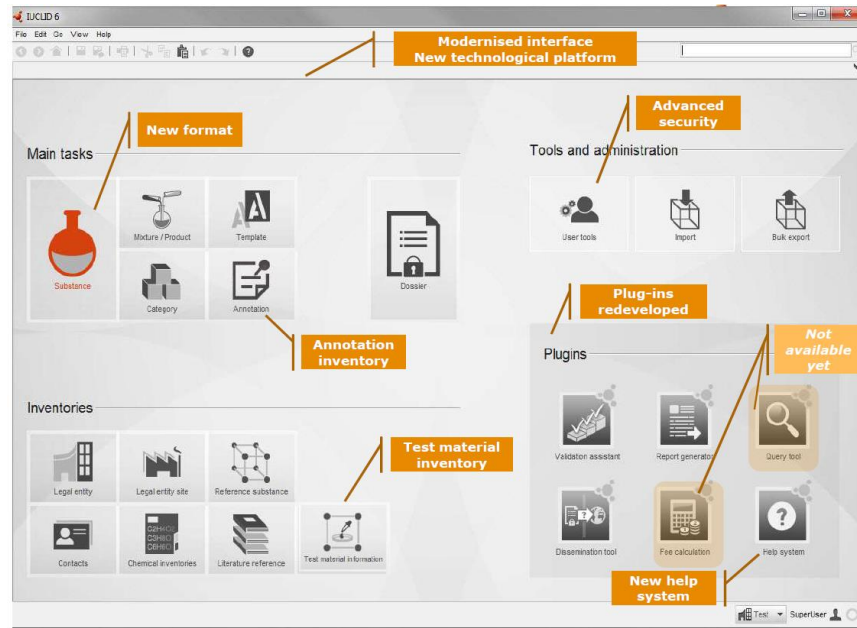 IUCLID 6
File Edit Go View Help
Modernised interface
New technological platform
New format
Advanced
security
Main tasks
Tools and administration
Substance
Mixture / Product
Template
Category
Annotation
Dossier
User tools
Import
Bulk export
Annotation
inventory
Plug-ins
redeveloped
Not
available
yet
Plugins
Validation assistant
Report generator
Query tool
Dissemination tool
Fee calculation
Help system
Inventories
Test material
inventory
Legal entity
Legal entity site
Reference substance
Contacts
Chemical inventories
Literature reference
Test material information
New help
system
Test
SuperUser